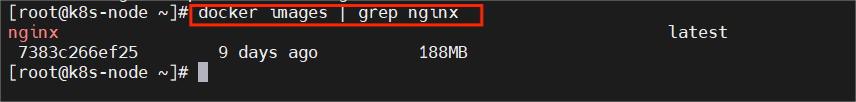 [root@k8s-node ~]# docker images | grep nginx
nginx latest
7383c266ef25 9 days ago 188MB
[root@k8s-node ~]#